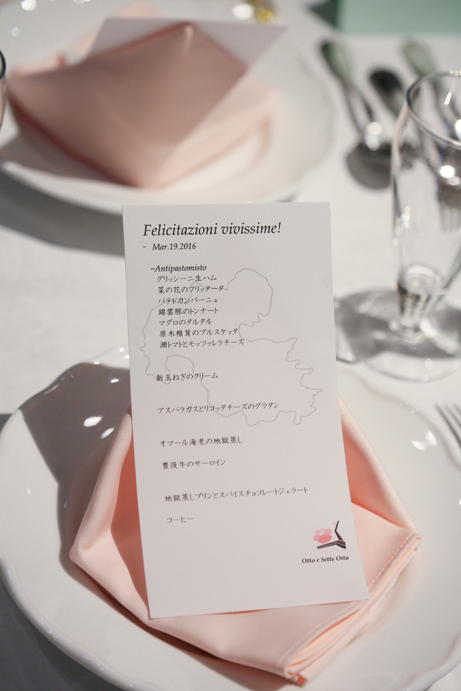 Felicitazioni vivissime!
~ Mar.19.2016
~Antipastomisto
グリッシーニ生ハム
菜の花のフリッタータ
パテドカンパーニュ
錦雲豚のトンナート
マグロのタルタル
原木椎茸のブルスケッタ
潮トマトとモッツァレラチーズ
新玉ねぎのクリーム
アスパラガスとリコッタチーズのグラタン
オマール海老の地獄蒸し
豊後牛のサーロイン
地獄蒸しプリンとスパイスチョコレートジェラート
コーヒー
Otto e Sette Oita